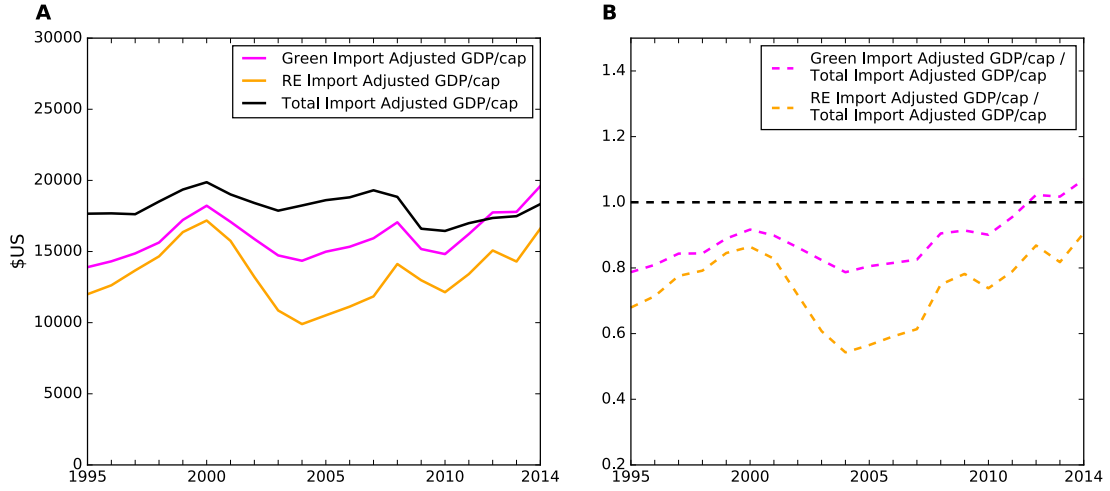 A
30000
25000
20000
15000
10000
5000
0
$US
1995
2000
2005
2010
2014
Green Import Adjusted GDP/cap
RE Import Adjusted GDP/cap
Total Import Adjusted GDP/cap
B
1.4
1.2
1.0
0.8
0.6
0.4
0.2
1995
2000
2005
2010
2014
Green Import Adjusted GDP/cap /
Total Import Adjusted GDP/cap
RE Import Adjusted GDP/cap /
Total Import Adjusted GDP/cap